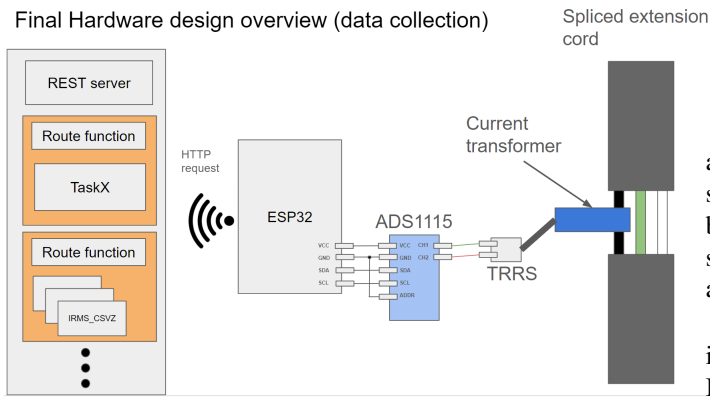 Final Hardware design overview (data collection)
Spliced extension
cord
REST server
Route function
TaskX
Route function
IRMS_CSVZ
HTTP
request
ESP32
VCC
GND
SDA
SCL
ADS1115
VCC
GND
SDA
SCL
ADDR
CH1
CH2
TRRS
Current
transformer